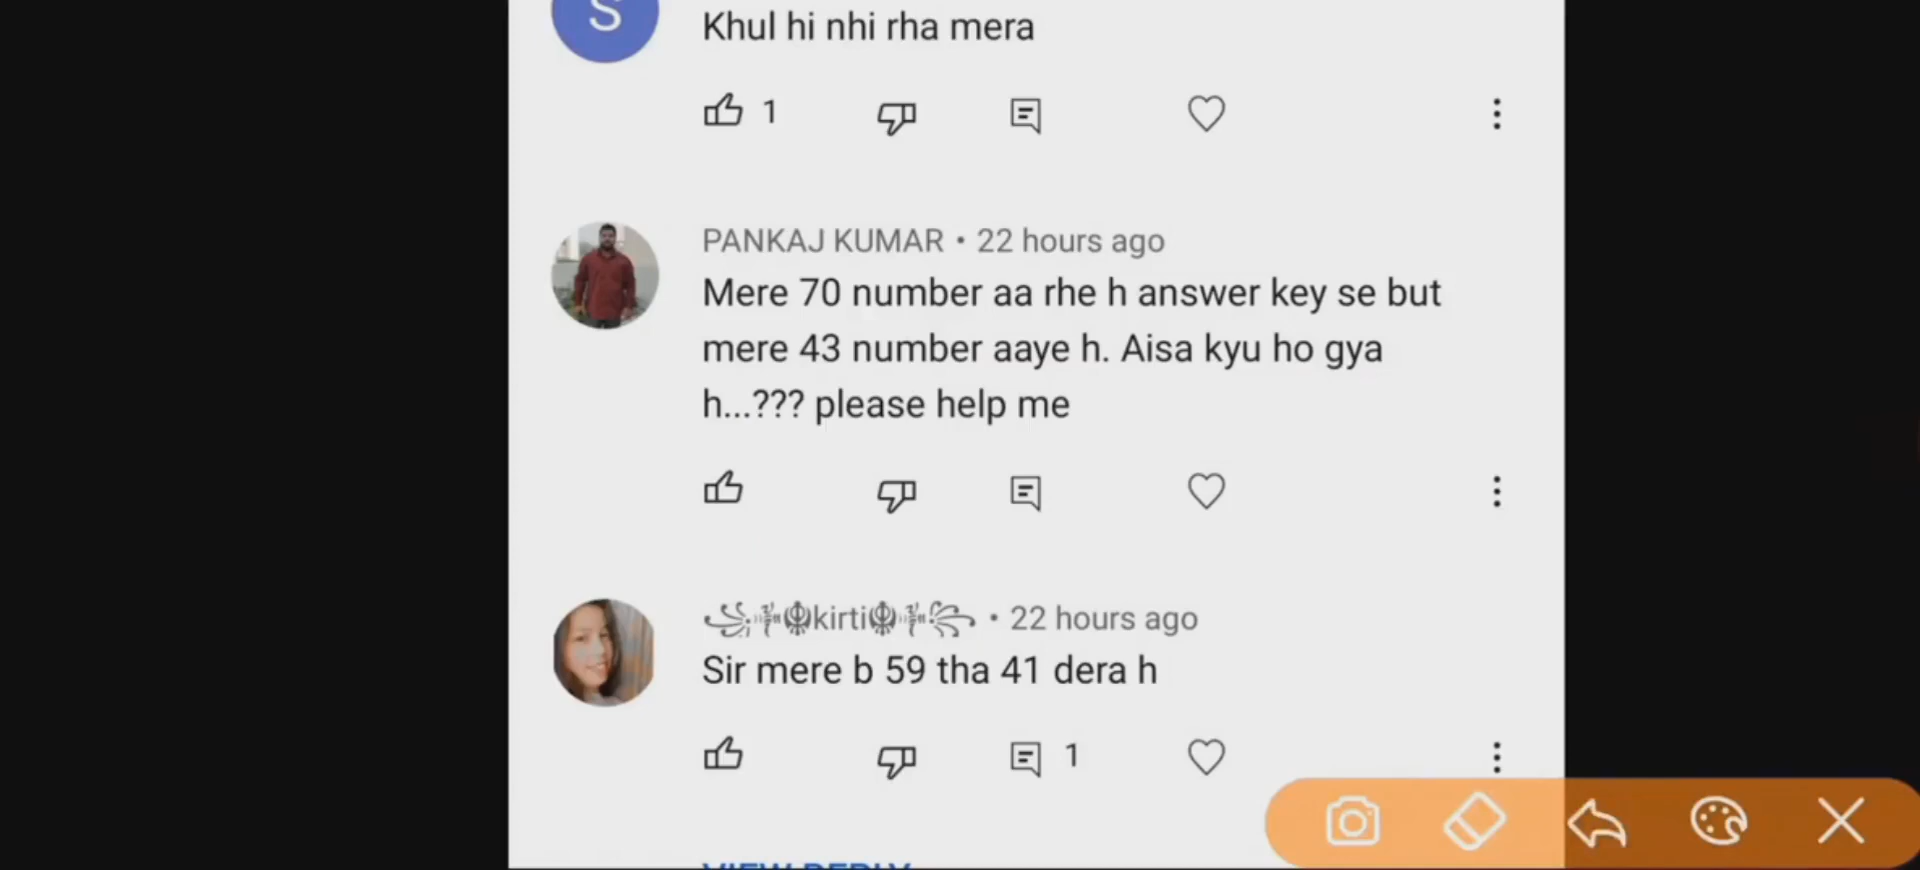 S
Khul hi nhi rha mera
1
PANKAJ KUMAR • 22 hours ago
Mere 70 number aa rhe h answer key se but
mere 43 number aaye h. Aisa kyu ho gya
h...??? please help me
kirti • 22 hours ago
Sir mere b 59 tha 41 dera h
1
VIEW REPLY